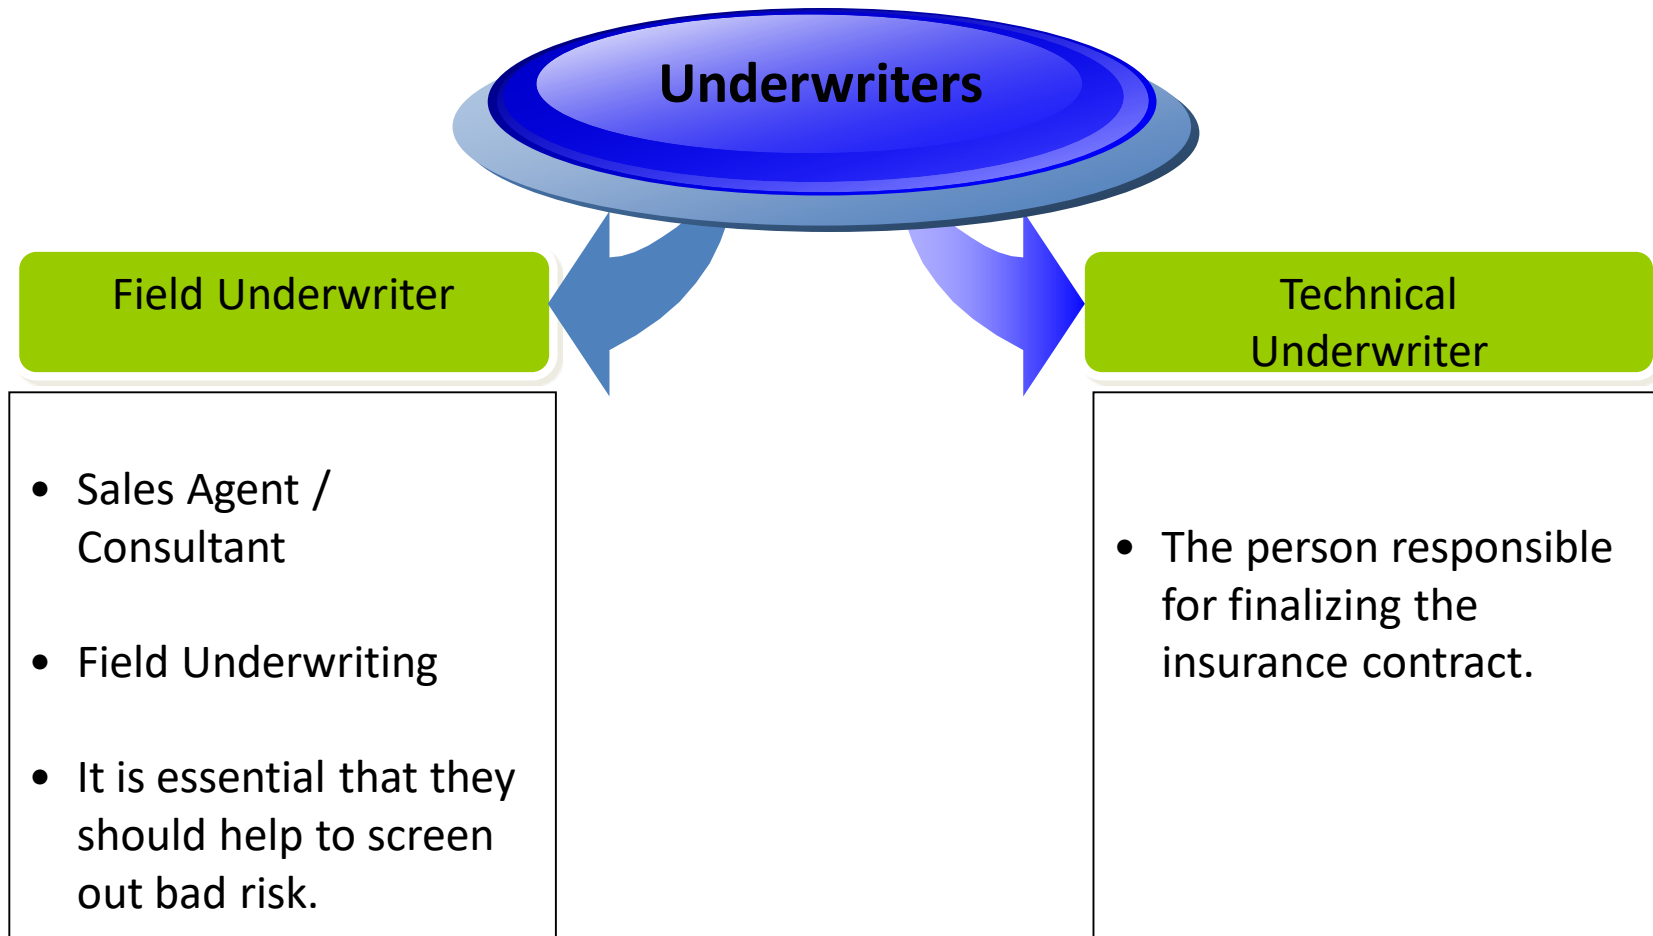 Underwriters
Field Underwriter
Technical
Underwriter
• Sales Agent /
Consultant
• Field Underwriting
• It is essential that they
should help to screen
out bad risk.
• The person responsible
for finalizing the
insurance contract.